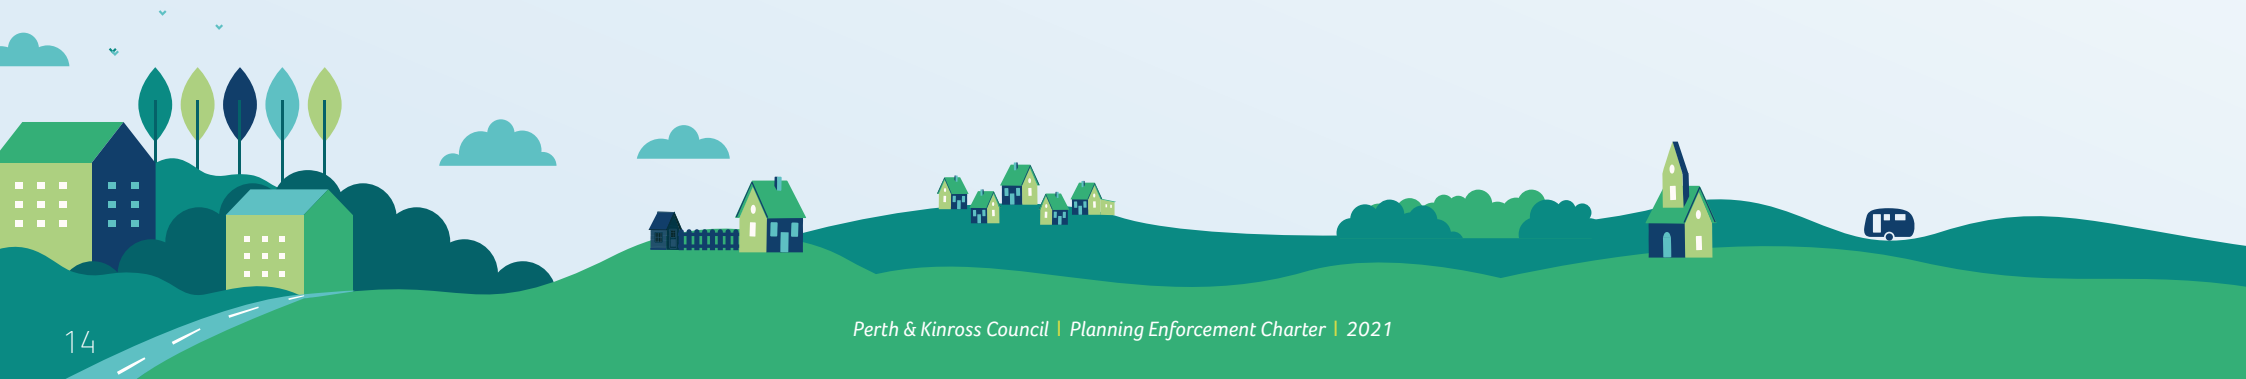 Perth & Kinross Council | Planning Enforcement Charter | 2021
14